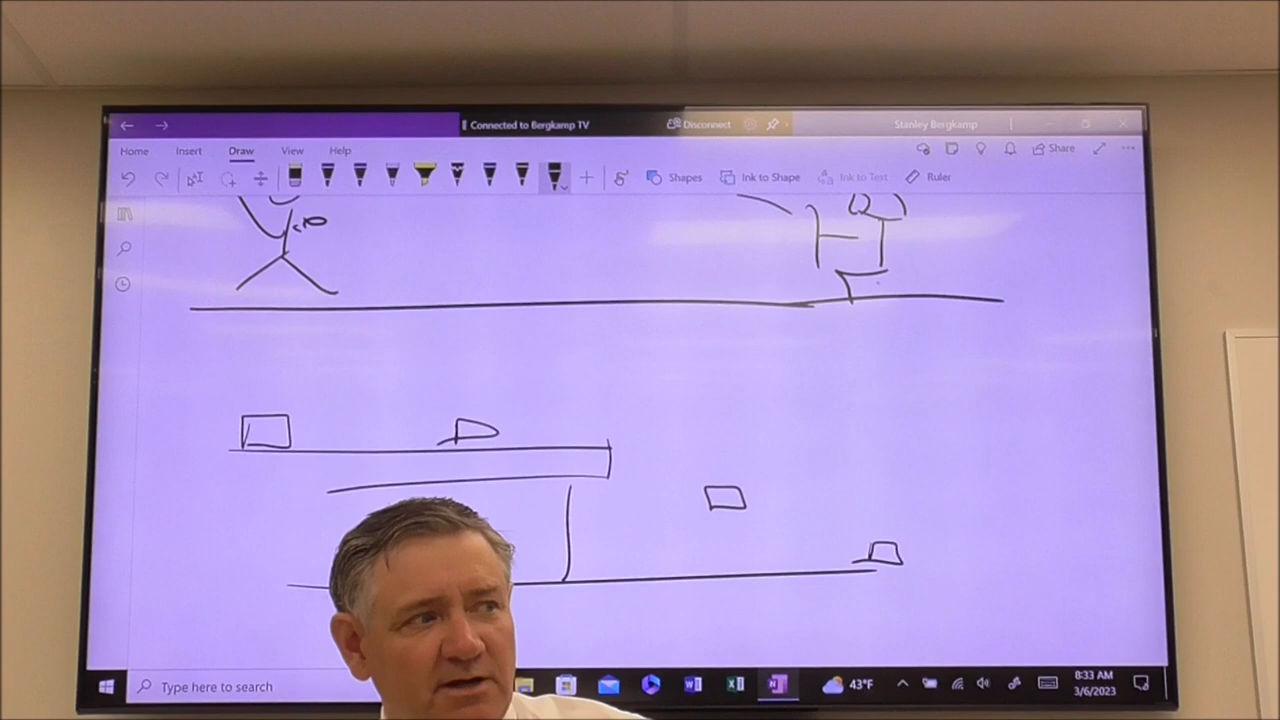 Connected to Bergkamp TV
Disconnect
Stanley Bergkamp
Home Insert Draw View Help
Share
Shapes Ink to Shape Ink to Text Ruler
Type here to search
43°F
8:33 AM
3/6/2023